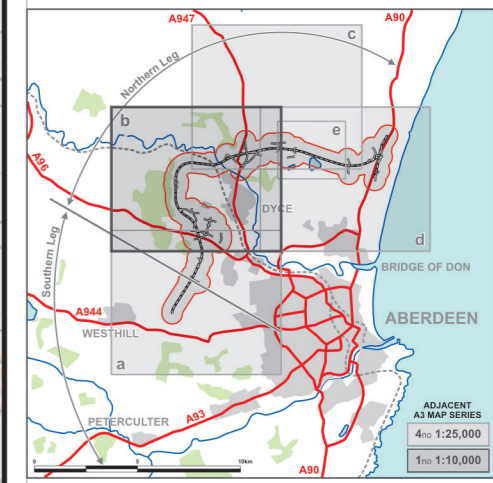 A947
A90
c
Northern Leg
b
e
A96
DYCE
d
Southern Leg
BRIDGE OF DON
A944
ABERDEEN
WESTHILL
a
ADJACENT
A3 MAP SERIES
4no 1:25,000
1no 1:10,000
PETERCULTER
A93
0 5 10km
A90